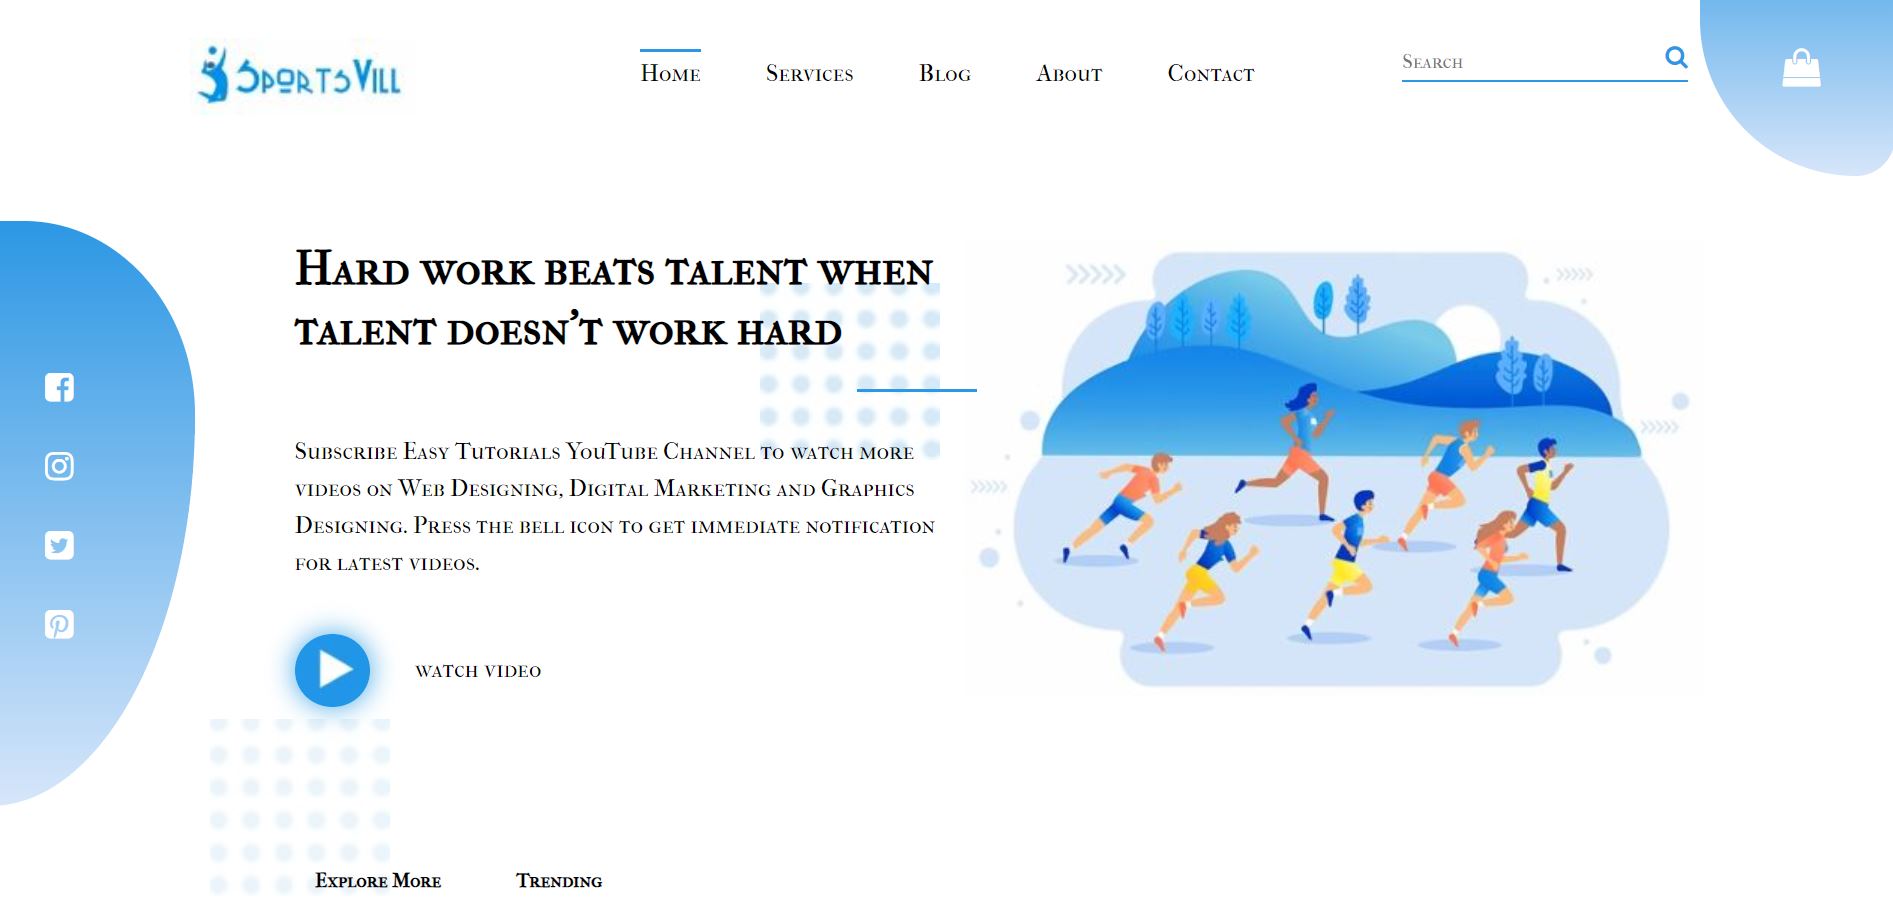 SportsVill
Home Services Blog About Contact
Search
Hard work beats talent when
talent doesn't work hard
Subscribe Easy Tutorials YouTube Channel to watch more
videos on Web Designing, Digital Marketing and Graphics
Designing. Press the bell icon to get immediate notification
for latest videos.
watch video
Explore More Trending